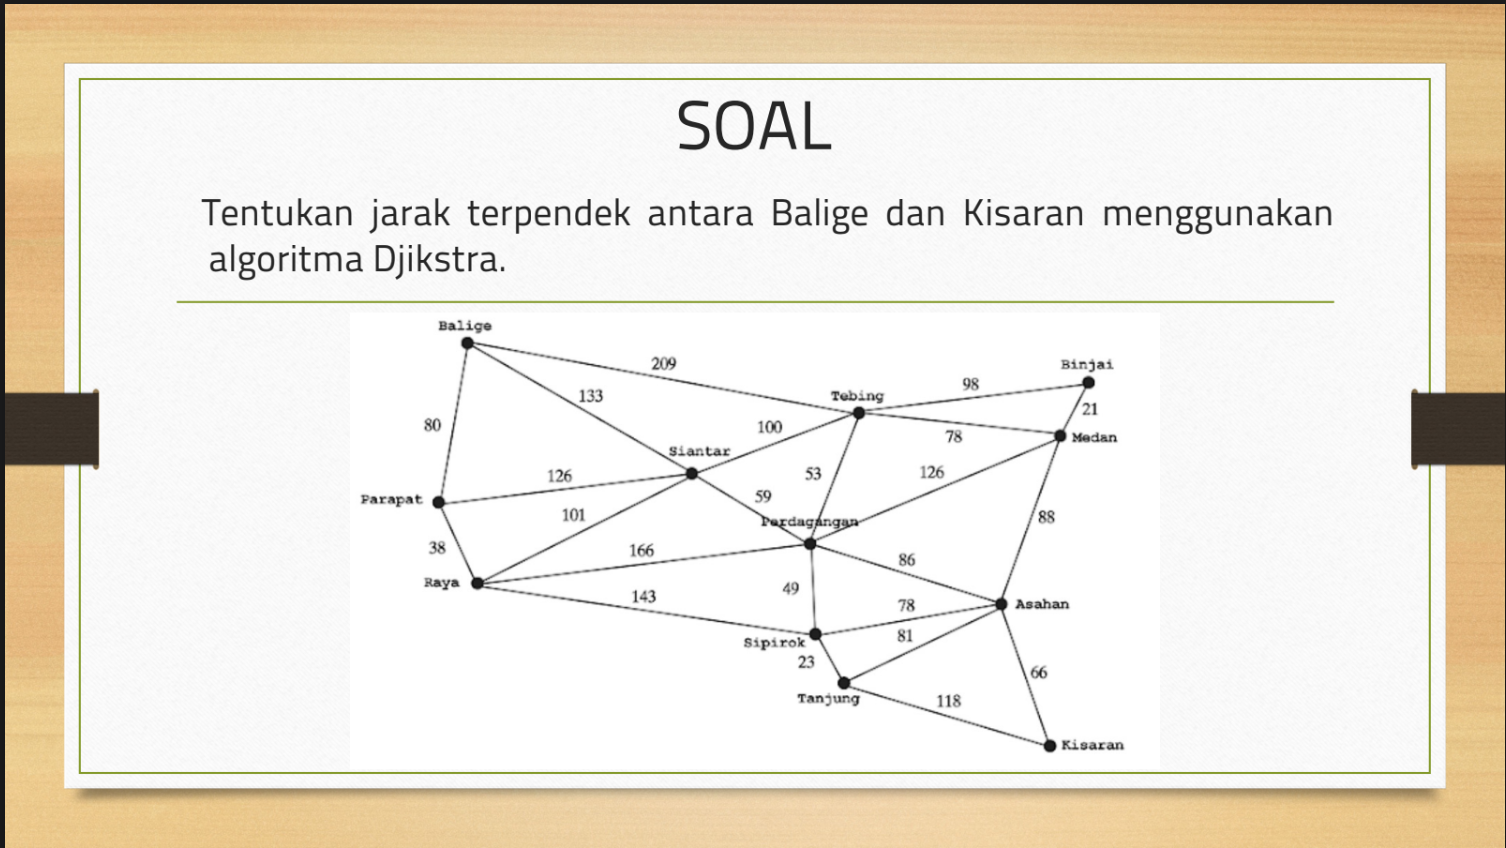 SOAL
Tentukan jarak terpendek antara Balige dan Kisaran menggunakan
algoritma Djikstra.
Balige
209
Binjai
98
133
Tebing
21
80
100
78
Medan
Siantar
126
53
126
Parapat
59
101
Perdagangan
88
38
166
86
Raya
143
49
78
Asahan
81
Sipirok
23
66
Tanjung
118
Kisaran